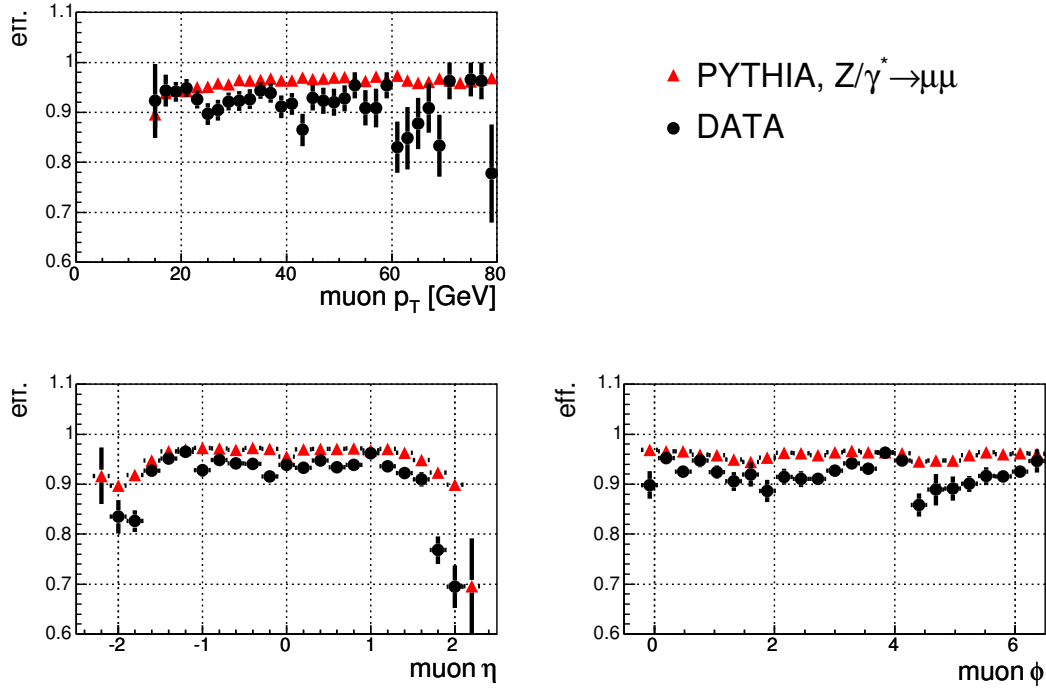 eff.
1.1
1
0.9
0.8
0.7
0.6
0 20 40 60 80
muon pT [GeV]
PYTHIA, Z/γ*→μμ
DATA
eff.
1.1
1
0.9
0.8
0.7
0.6
-2 -1 0 1 2
muon η
eff.
1.1
1
0.9
0.8
0.7
0.6
0 2 4 6
muon ϕ